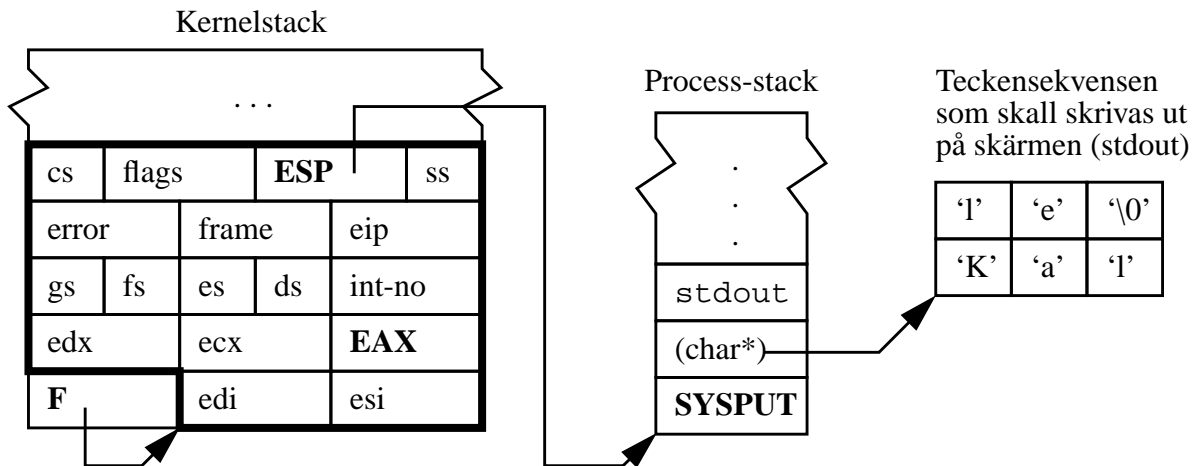 Kernelstack
. . .
cs flags ESP ss
error frame eip
gs fs es ds int-no
edx ecx EAX
F edi esi
Process-stack
.
.
.
stdout
(char*)
SYSPUT
Teckensekvensen
som skall skrivas ut
på skärmen (stdout)
‘l’ ‘e’ ‘\0’
‘K’ ‘a’ ‘l’